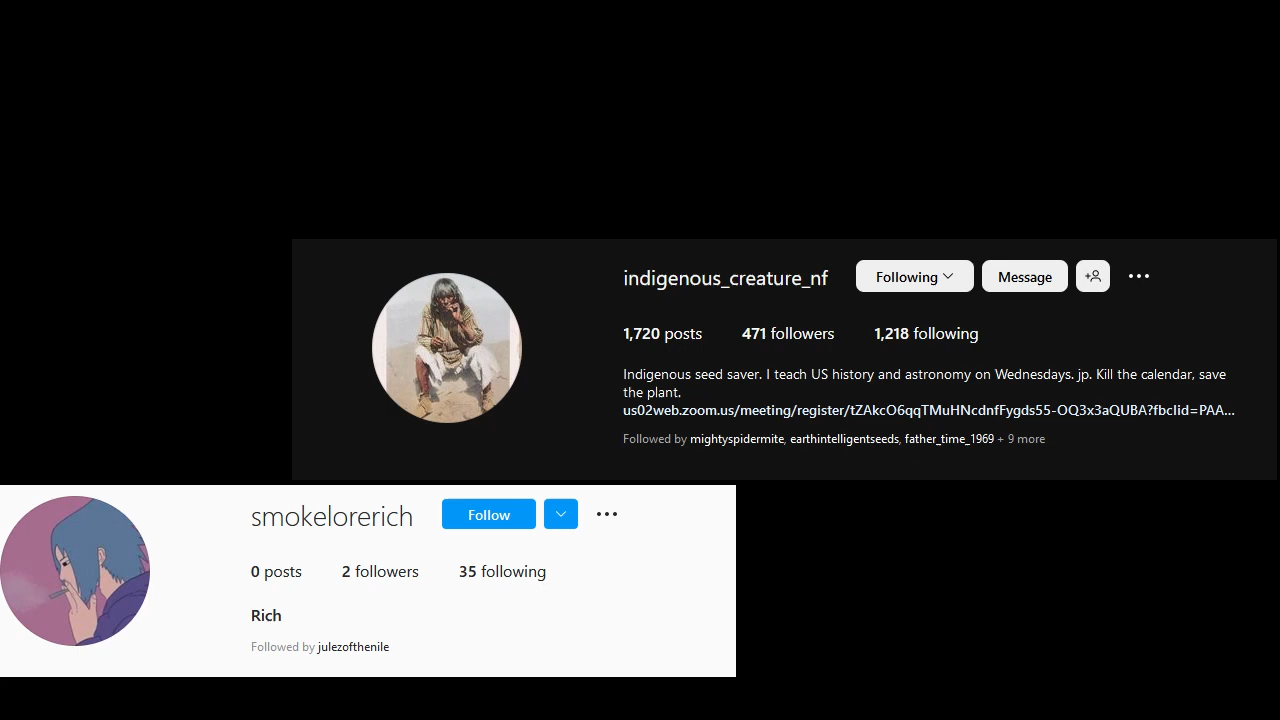 indigenous_creature_nf Following Message
1,720 posts 471 followers 1,218 following
Indigenous seed saver. I teach US history and astronomy on Wednesdays. jp. Kill the calendar, save
the plant.
us02web.zoom.us/meeting/register/tZAkcO6qqTMuHNcdnfFygds55-OQ3x3aQUBA?fbclid=PAA...
Followed by mightyspidermite, earthintelligentseeds, father_time_1969 + 9 more
smokelorerich Follow
0 posts 2 followers 35 following
Rich
Followed by julezofthenile